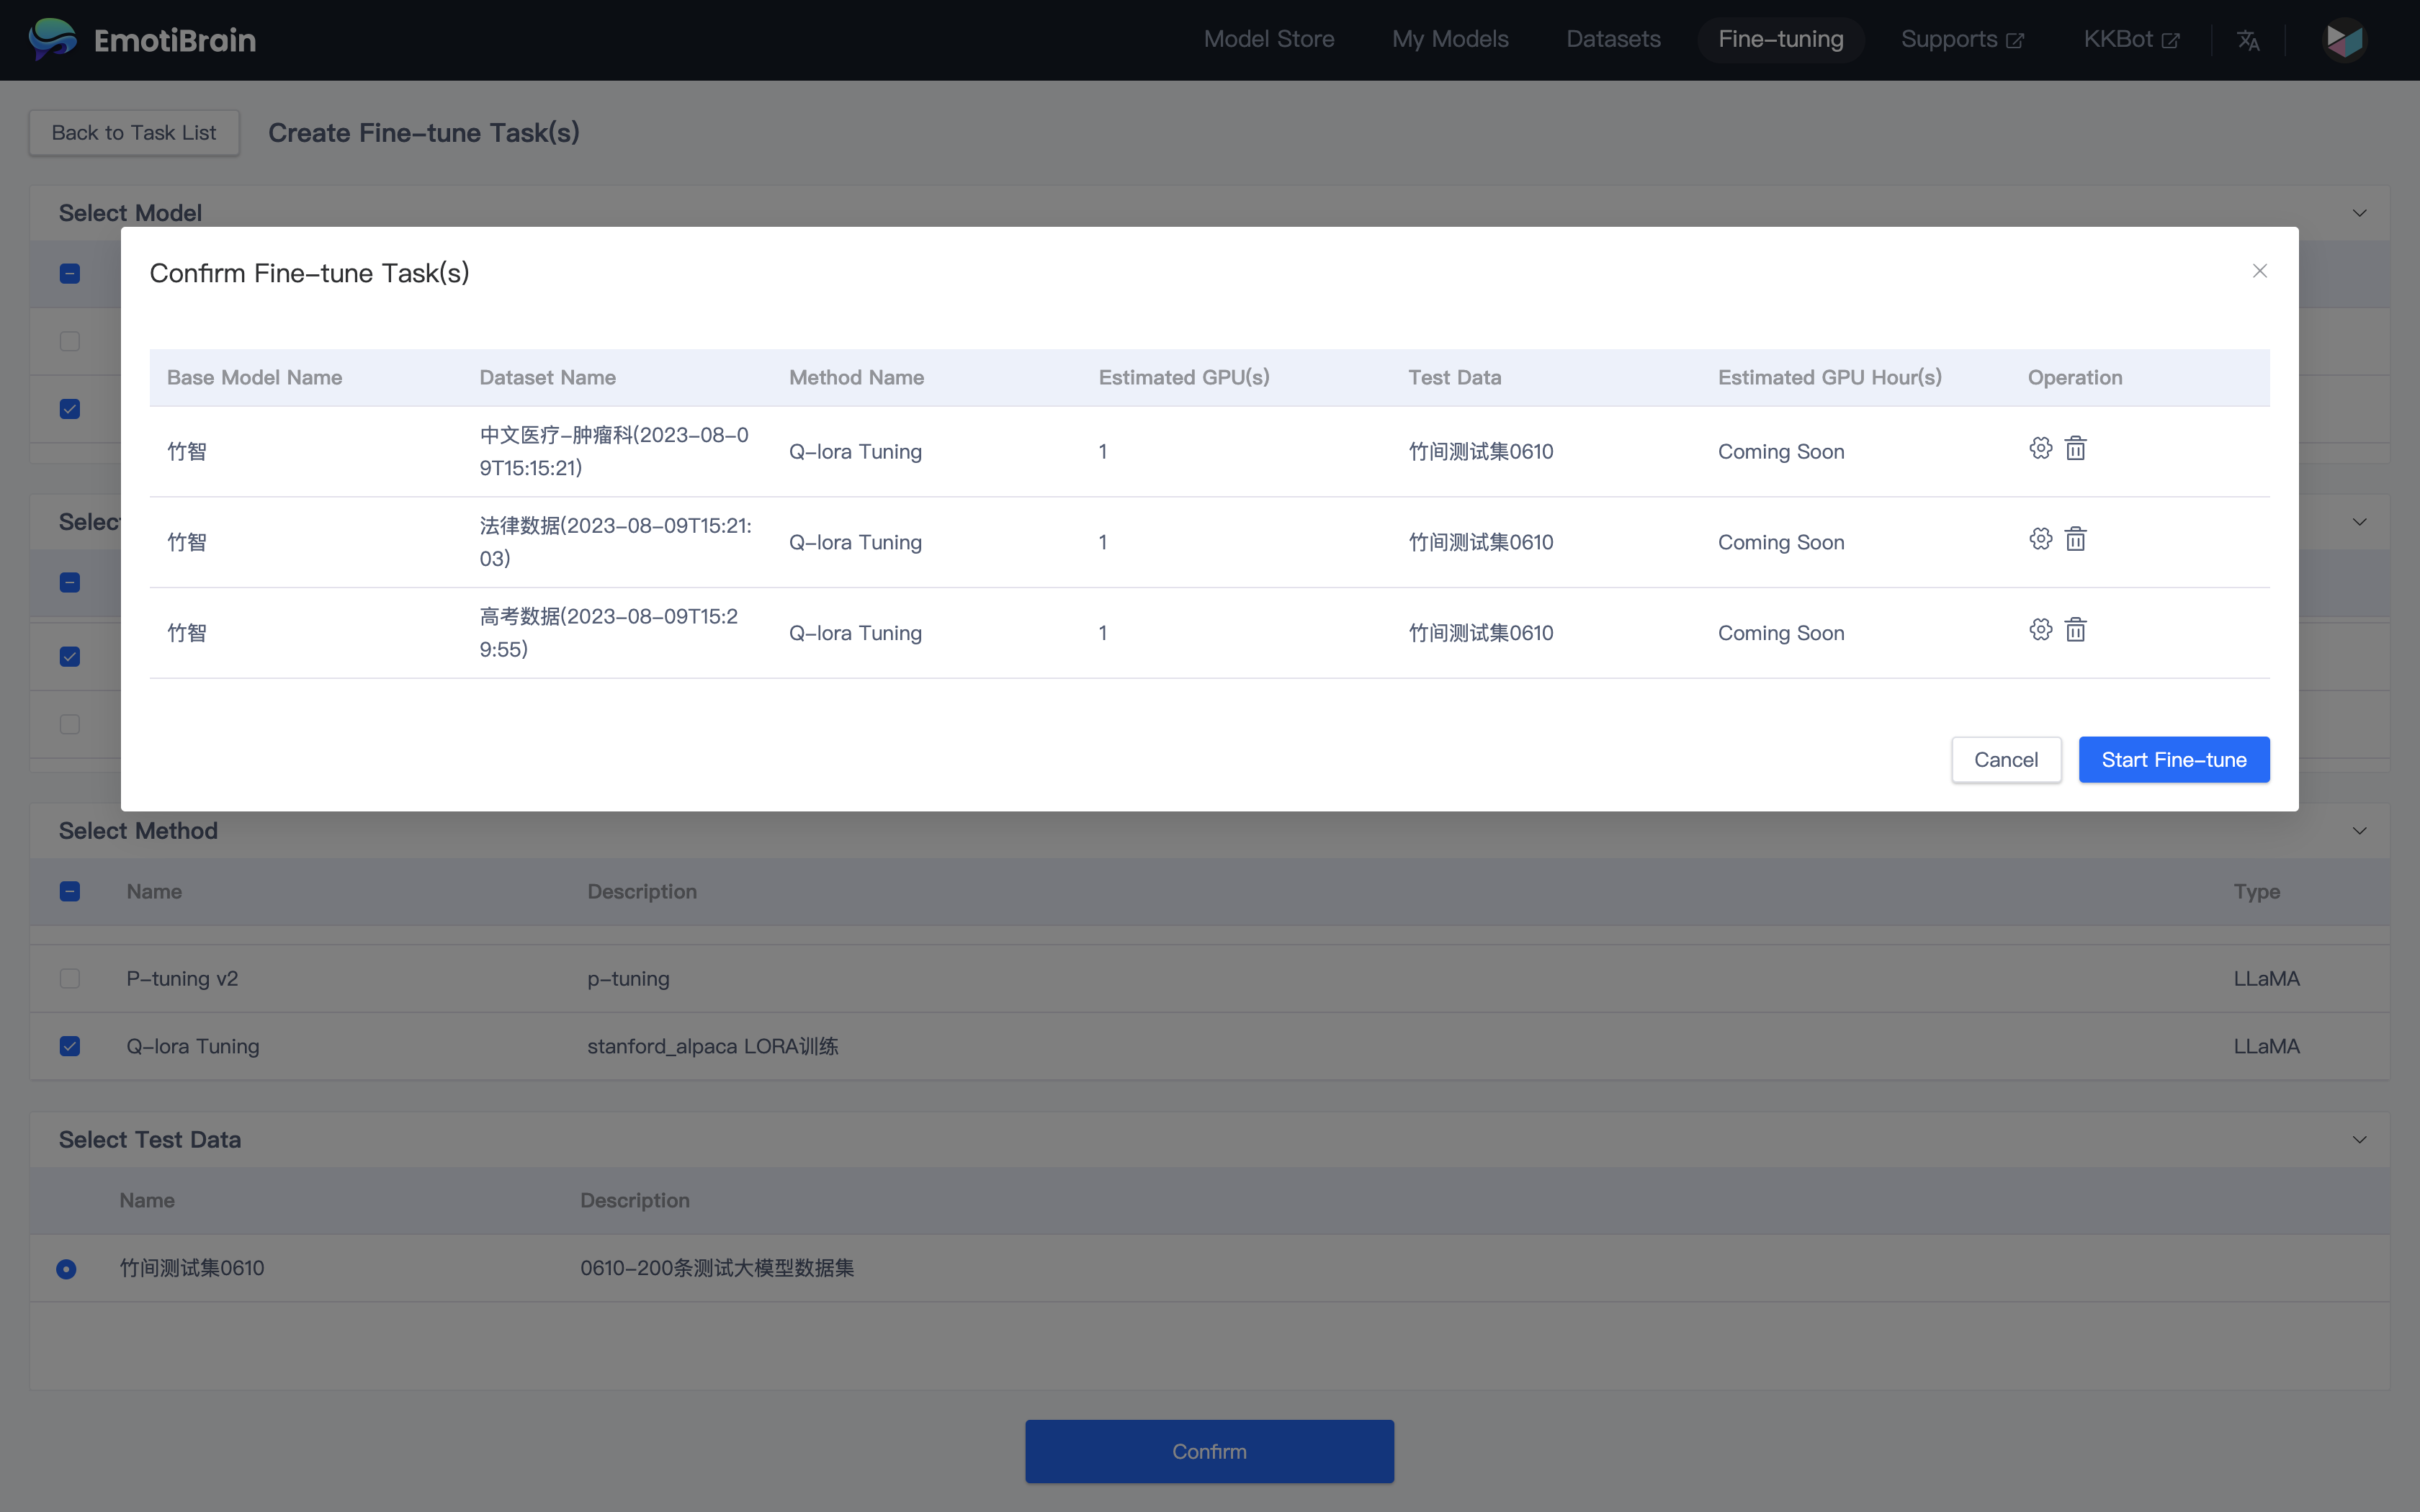 EmotiBrain
Model Store
My Models
Datasets
Fine-tuning
Supports
KKBot
Back to Task List
Create Fine-tune Task(s)
Select Model
Confirm Fine-tune Task(s)
Base Model Name
Dataset Name
Method Name
Estimated GPU(s)
Test Data
Estimated GPU Hour(s)
Operation
竹智
中文医疗-肿瘤科(2023-08-0
9T15:15:21)
Q-lora Tuning
1
竹间测试集0610
Coming Soon
竹智
法律数据(2023-08-09T15:21:
03)
Q-lora Tuning
1
竹间测试集0610
Coming Soon
竹智
高考数据(2023-08-09T15:2
9:55)
Q-lora Tuning
1
竹间测试集0610
Coming Soon
Cancel
Start Fine-tune
Select Method
Name
Description
Type
P-tuning v2
p-tuning
LLaMA
Q-lora Tuning
stanford_alpaca LORA训练
LLaMA
Select Test Data
Name
Description
竹间测试集0610
0610-200条测试大模型数据集
Confirm